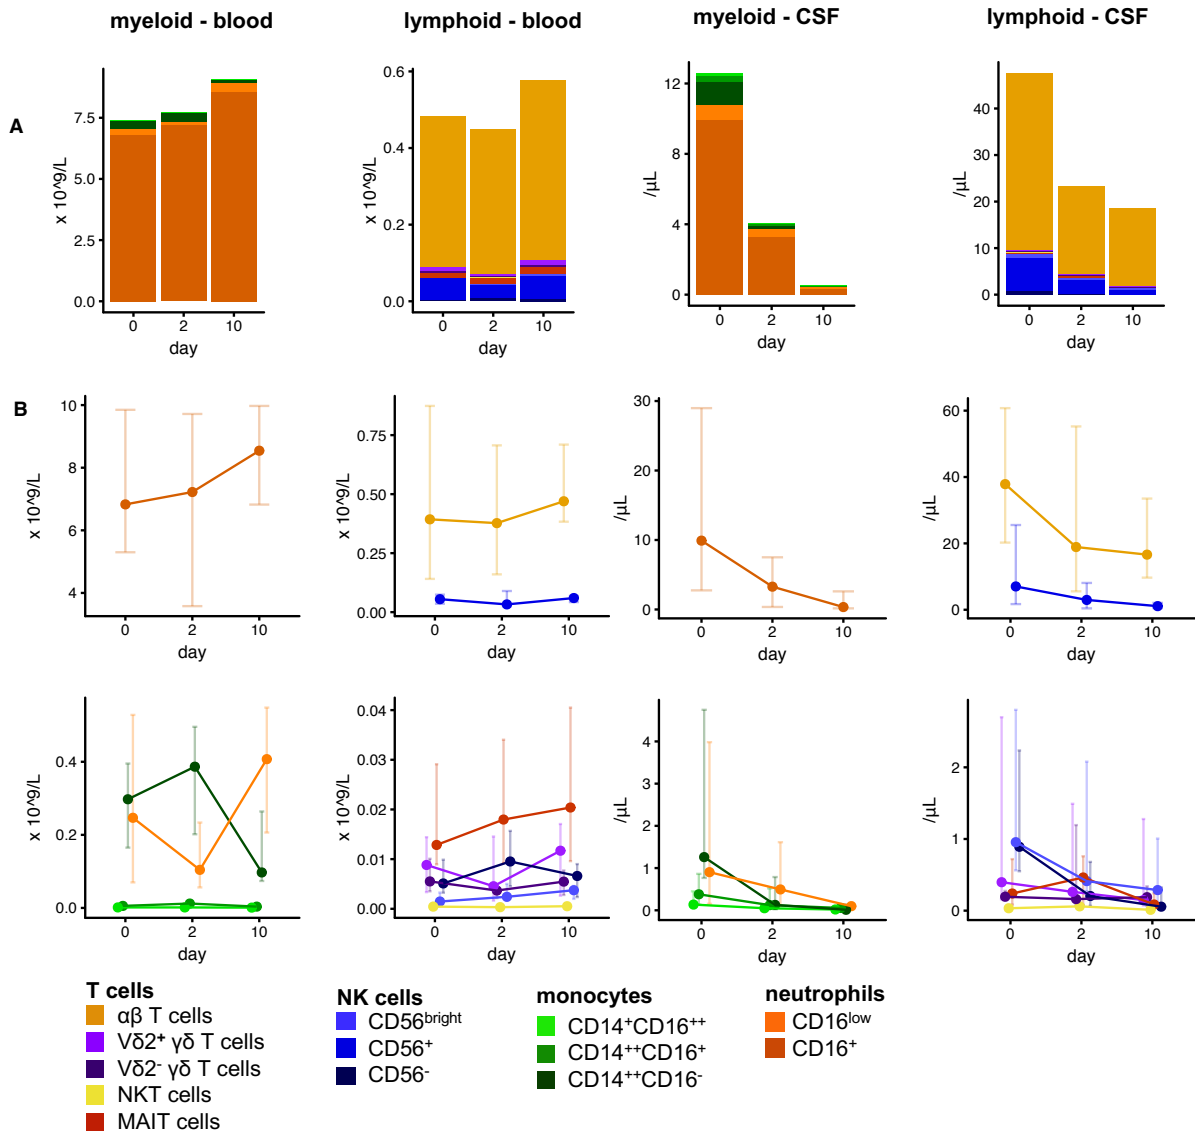 myeloid - blood
lymphoid - blood
myeloid - CSF
lymphoid - CSF
A
x 10^9/L
7.5
5.0
2.5
0.0
0 2 10
day
x 10^9/L
0.6
0.4
0.2
0.0
0 2 10
day
/µL
12
8
4
0
0 2 10
day
/µL
40
30
20
10
0
0 2 10
day
B
x 10^9/L
10
8
6
4
0 2 10
day
x 10^9/L
0.75
0.50
0.25
0.00
0 2 10
day
/µL
30
20
10
0
0 2 10
day
/µL
60
40
20
0
0 2 10
day
x 10^9/L
0.4
0.2
0.0
0 2 10
day
x 10^9/L
0.04
0.03
0.02
0.01
0.00
0 2 10
day
/µL
4
3
2
1
0
0 2 10
day
/µL
2
1
0
0 2 10
day
T cells
αβ T cells
Vδ2⁺ γδ T cells
Vδ2⁻ γδ T cells
NKT cells
MAIT cells
NK cells
CD56bright
CD56⁺
CD56⁻
monocytes
CD14⁺CD16⁺⁺
CD14⁺⁺CD16⁺
CD14⁺⁺CD16⁻
neutrophils
CD16low
CD16⁺